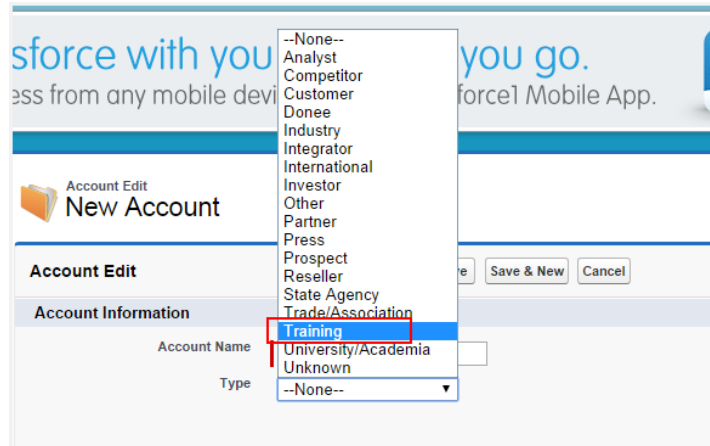 sforce with you
you go.
ess from any mobile devi
force1 Mobile App.
--None--
Analyst
Competitor
Customer
Donee
Industry
Integrator
International
Investor
Other
Partner
Press
Prospect
Reseller
State Agency
Trade/Association
Training
University/Academia
Unknown
Account Edit
New Account
Account Edit
Save & New
Cancel
Account Information
Account Name
Type
--None--